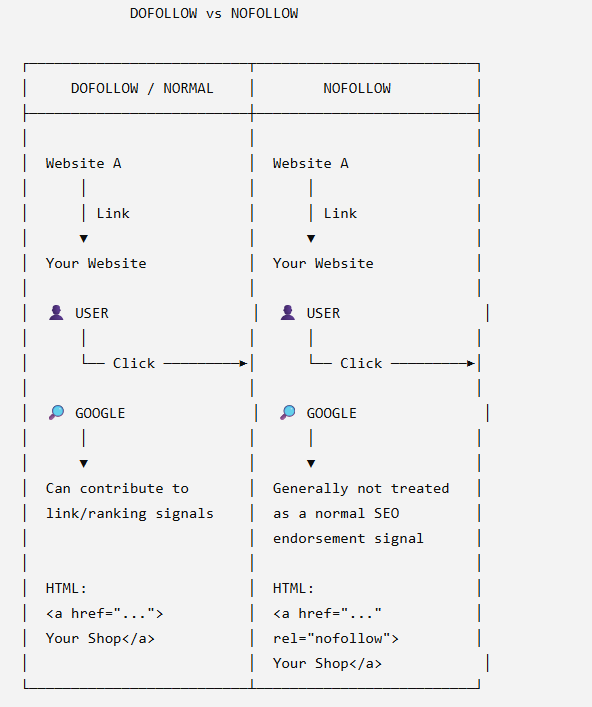 DOFOLLOW vs NOFOLLOW
DOFOLLOW / NORMAL
NOFOLLOW
Website A
Link
Your Website
USER
Click
GOOGLE
Can contribute to
link/ranking signals
HTML:
<a href="...">
Your Shop</a>
Website A
Link
Your Website
USER
Click
GOOGLE
Generally not treated
as a normal SEO
endorsement signal
HTML:
<a href="..."
rel="nofollow">
Your Shop</a>